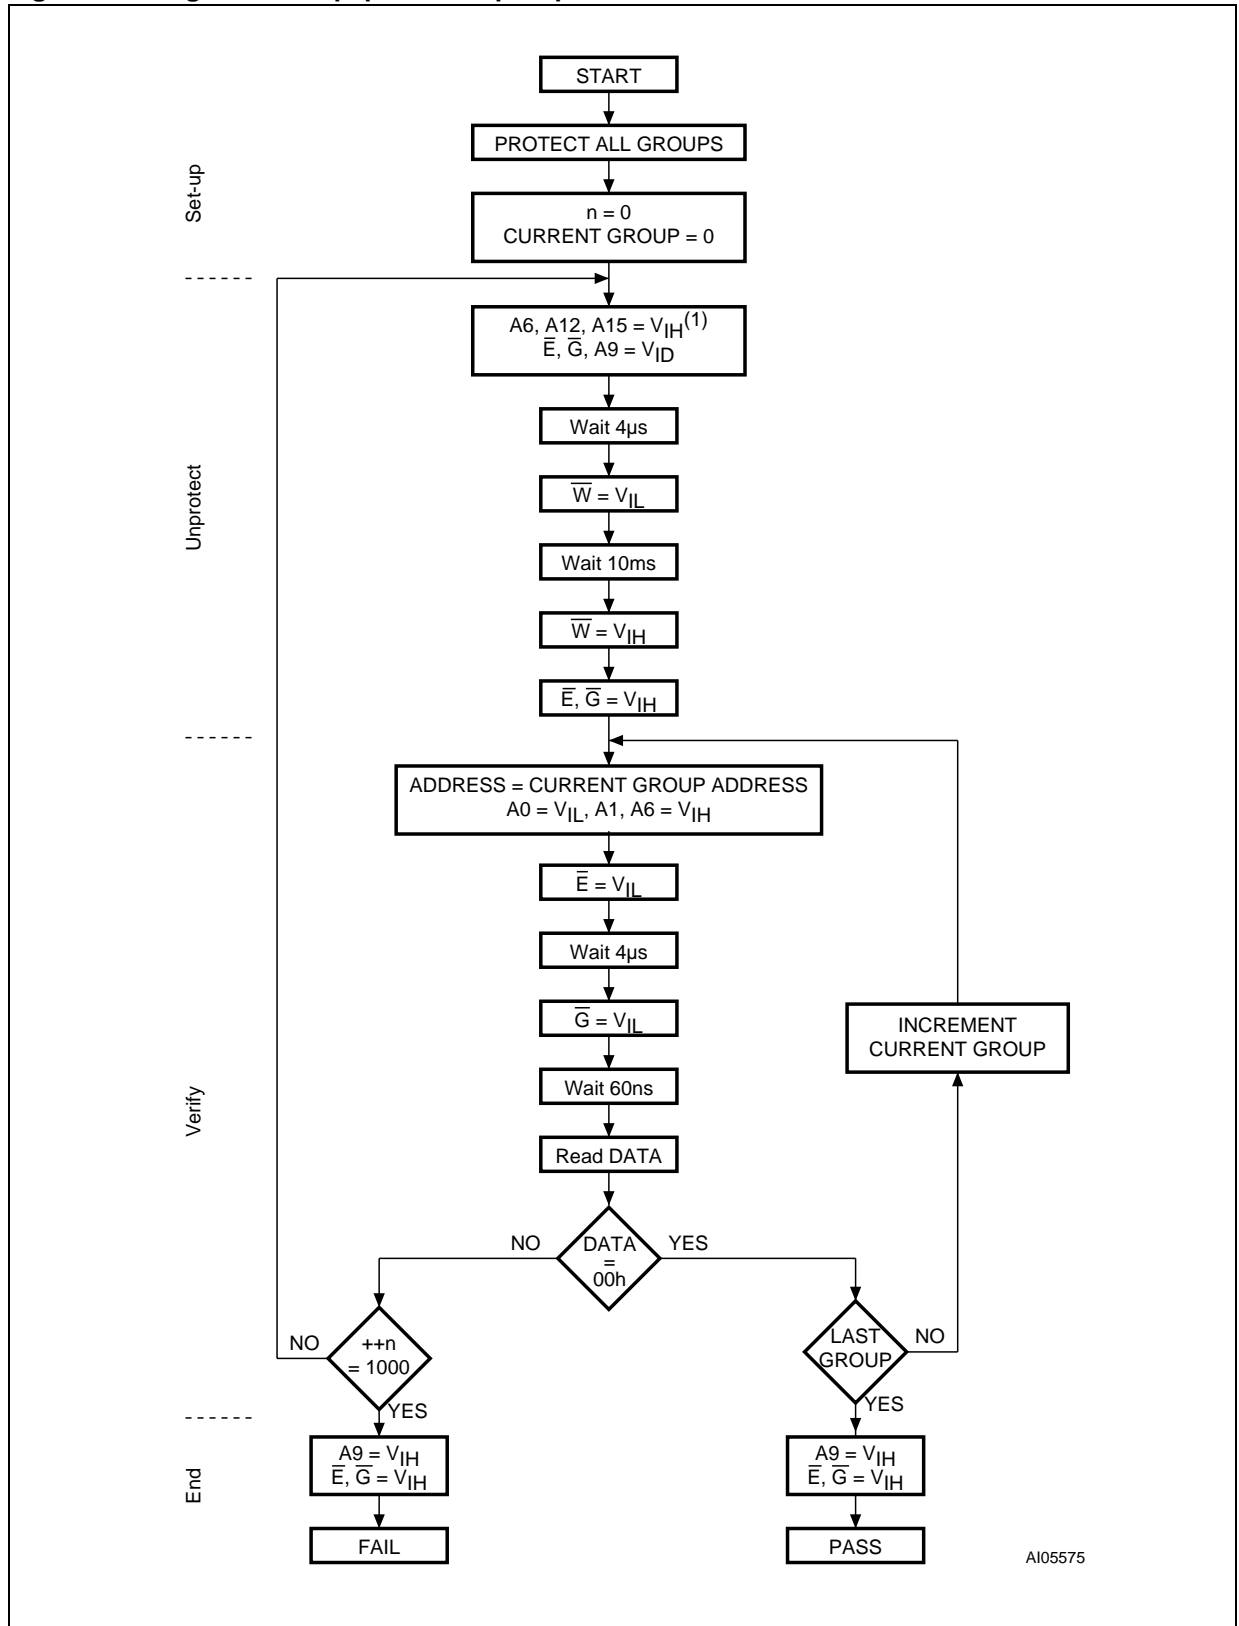 START
PROTECT ALL GROUPS
Set-up
n = 0
CURRENT GROUP = 0
A6, A12, A15 = VIH(1)
E̅, G̅, A9 = VID
Wait 4µs
Unprotect
W̅ = VIL
Wait 10ms
W̅ = VIH
E̅, G̅ = VIH
ADDRESS = CURRENT GROUP ADDRESS
A0 = VIL, A1, A6 = VIH
E̅ = VIL
Wait 4µs
G̅ = VIL
INCREMENT
CURRENT GROUP
Wait 60ns
Verify
Read DATA
NO
DATA
=
00h
YES
NO
++n
= 1000
YES
LAST
GROUP
NO
YES
End
A9 = VIH
E̅, G̅ = VIH
A9 = VIH
E̅, G̅ = VIH
FAIL
PASS
AI05575